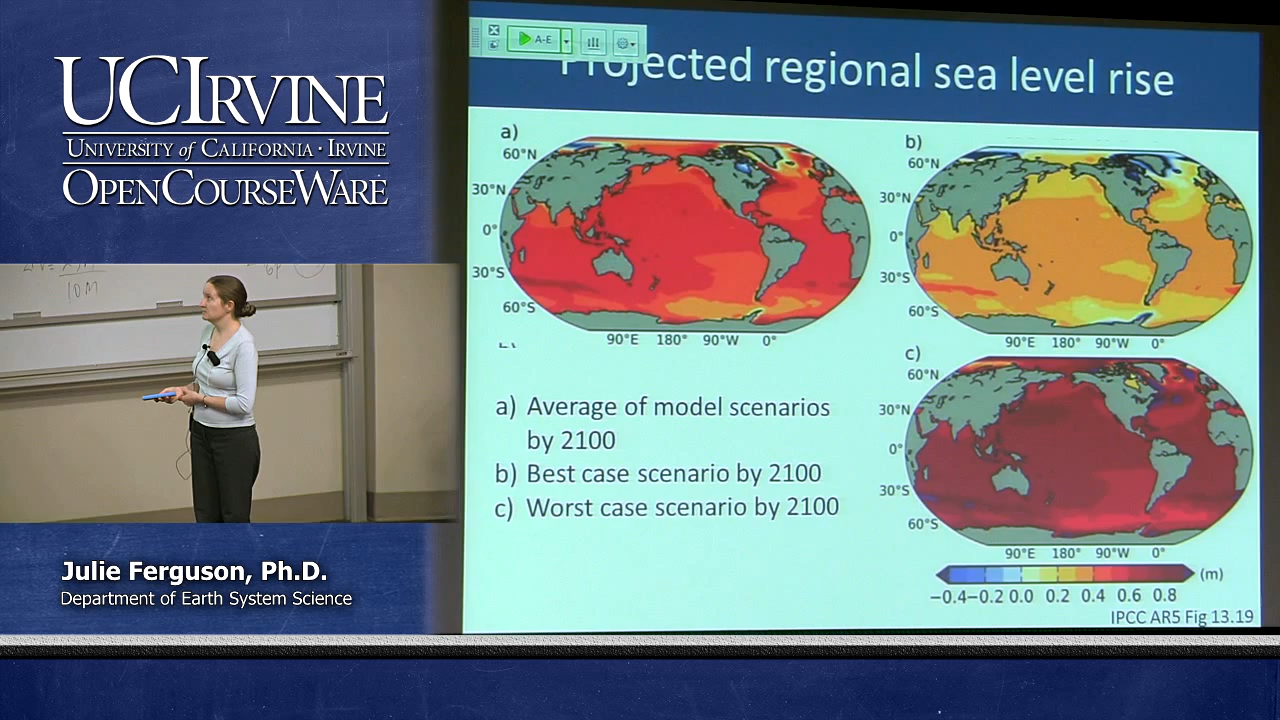 UCIRVINE
UNIVERSITY of CALIFORNIA · IRVINE
OPENCOURSEWARE
10 M
Julie Ferguson, Ph.D.
Department of Earth System Science
A-E
Projected regional sea level rise
a)
60°N
30°N
0°
30°S
60°S
90°E 180° 90°W 0°
b)
60°N
30°N
0°
30°S
60°S
90°E 180° 90°W 0°
c)
60°N
30°N
0°
30°S
60°S
90°E 180° 90°W 0°
−0.4−0.2 0.0 0.2 0.4 0.6 0.8 (m)
a) Average of model scenarios
by 2100
b) Best case scenario by 2100
c) Worst case scenario by 2100
IPCC AR5 Fig 13.19